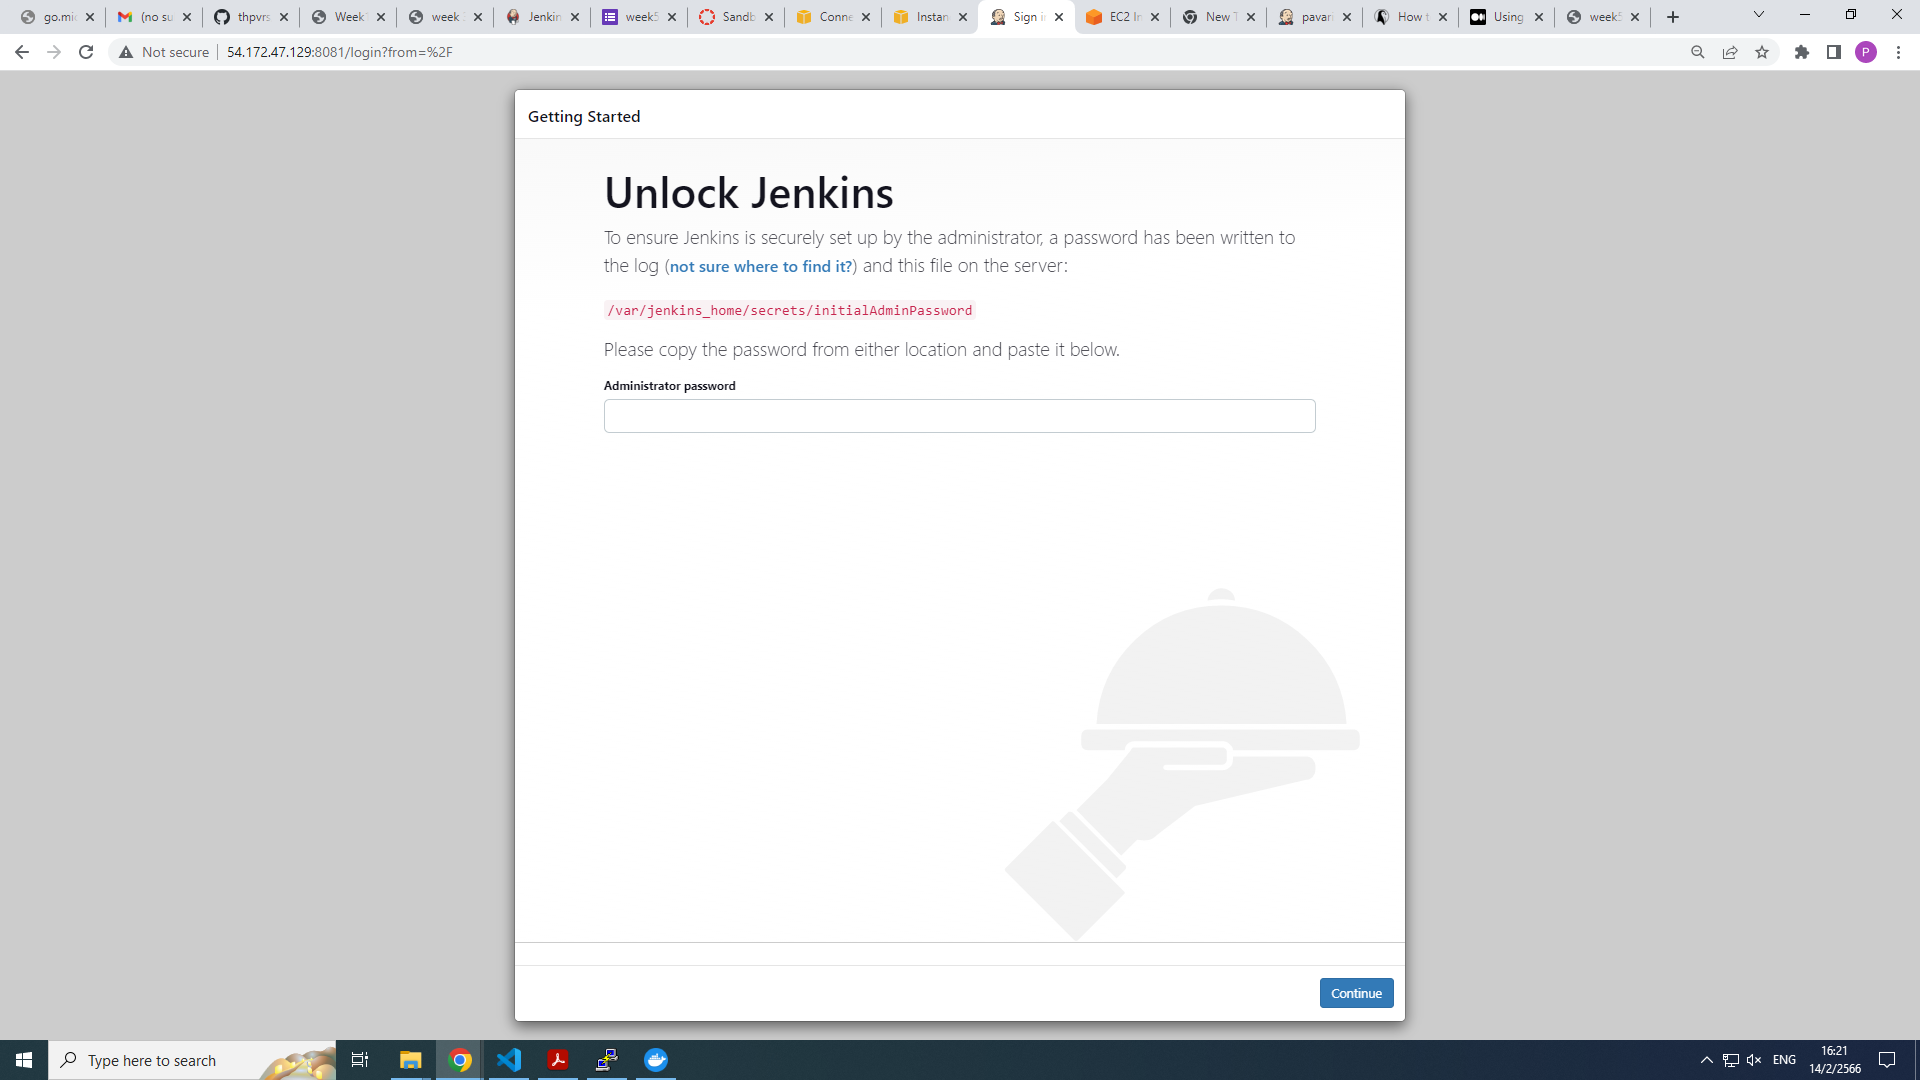 go.mic
(no su
thpvrs
Week1
week
Jenkin
week5
Sandb
Conne
Instan
Sign in
EC2 In
New T
pavari
How t
Using
week5
Not secure
54.172.47.129:8081/login?from=%2F
P
Getting Started
Unlock Jenkins
To ensure Jenkins is securely set up by the administrator, a password has been written to
the log (not sure where to find it?) and this file on the server:
/var/jenkins_home/secrets/initialAdminPassword
Please copy the password from either location and paste it below.
Administrator password
Continue
Type here to search
ENG
16:21
14/2/2566